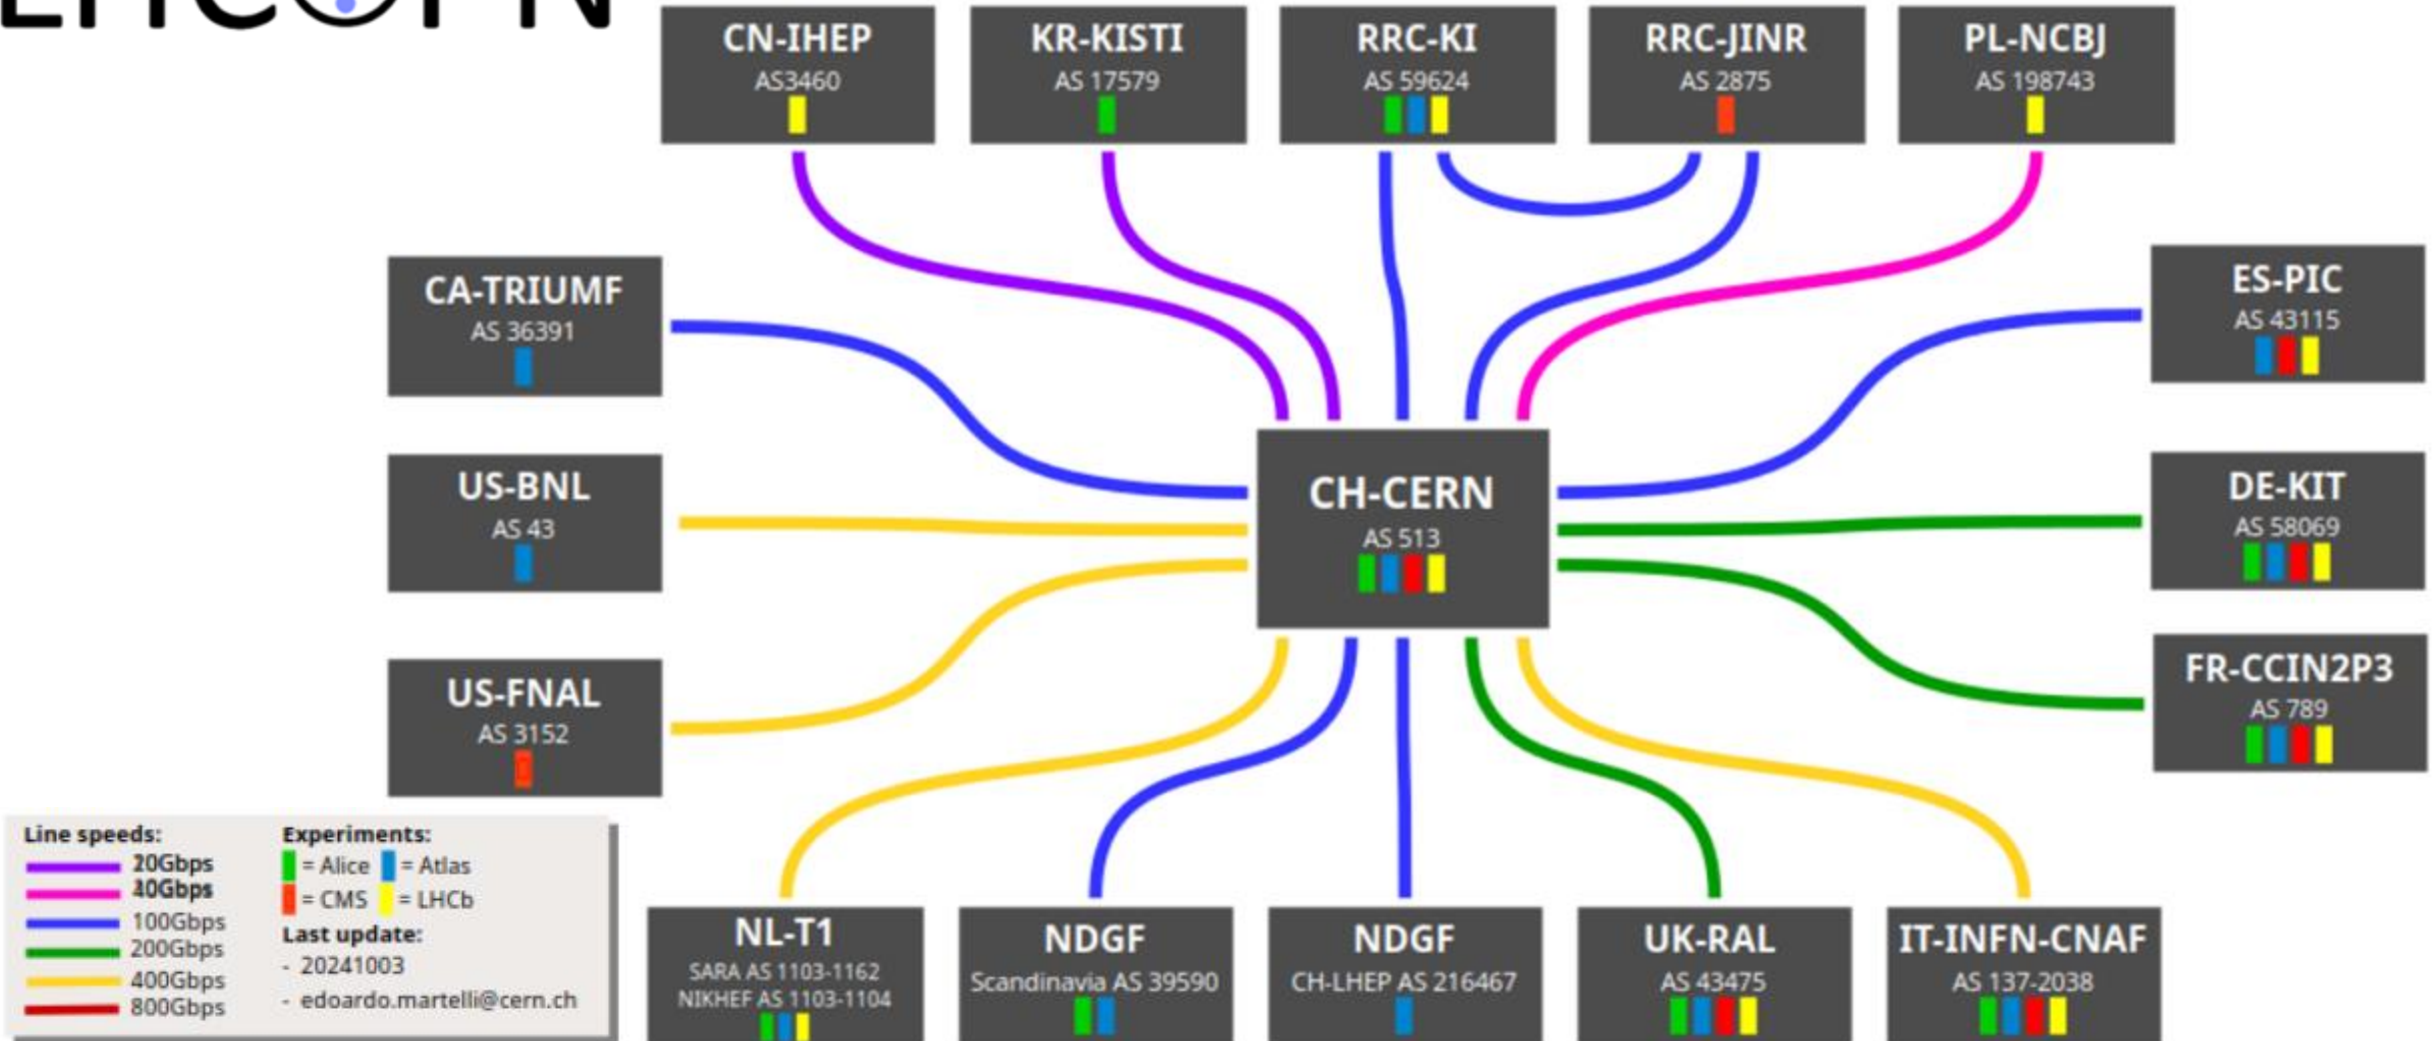 LHCOPN
CN-IHEP
AS3460
KR-KISTI
AS 17579
RRC-KI
AS 59624
RRC-JINR
AS 2875
PL-NCBJ
AS 198743
CA-TRIUMF
AS 36391
ES-PIC
AS 43115
US-BNL
AS 43
CH-CERN
AS 513
DE-KIT
AS 58069
US-FNAL
AS 3152
FR-CCIN2P3
AS 789
Line speeds:
20Gbps
100Gbps
200Gbps
400Gbps
800Gbps
Experiments:
= Alice = Atlas
= CMS = LHCb
Last update:
- 20241003
- edoardo.martelli@cern.ch
NL-T1
SARA AS 1103-1162
NIKHEF AS 1103-1104
NDGF
Scandinavia AS 39590
NDGF
CH-LHEP AS 216467
UK-RAL
AS 43475
IT-INFN-CNAF
AS 137-2038